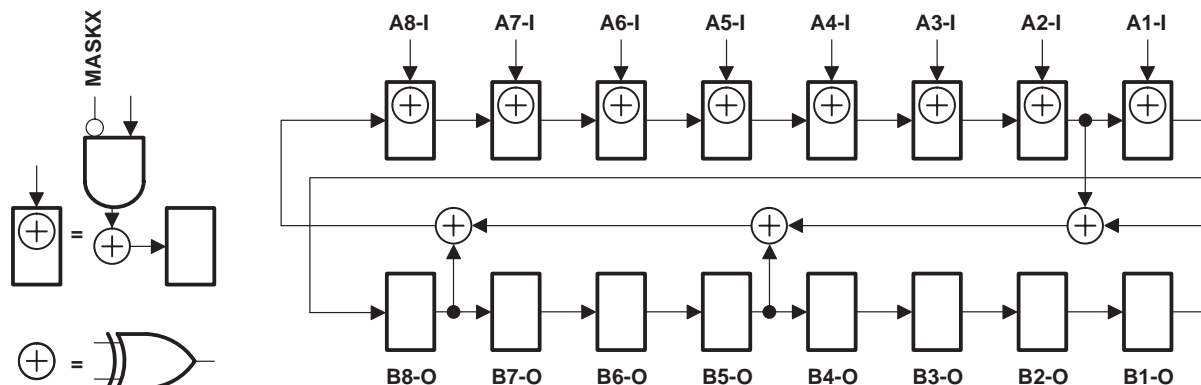 MASKX
=
=
A8-I A7-I A6-I A5-I A4-I A3-I A2-I A1-I
B8-O B7-O B6-O B5-O B4-O B3-O B2-O B1-O